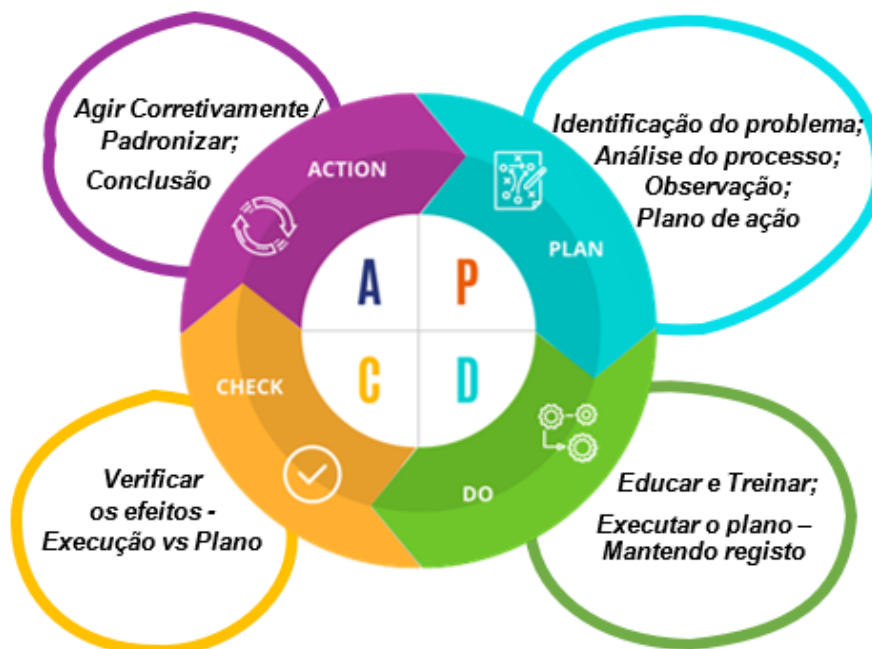 Agir Corretivamente /
Padronizar;
Conclusão
Identificação do problema;
Análise do processo;
Observação;
Plano de ação
ACTION
PLAN
A
P
C
D
CHECK
DO
Verificar
os efeitos -
Execução vs Plano
Educar e Treinar;
Executar o plano –
Mantendo registo